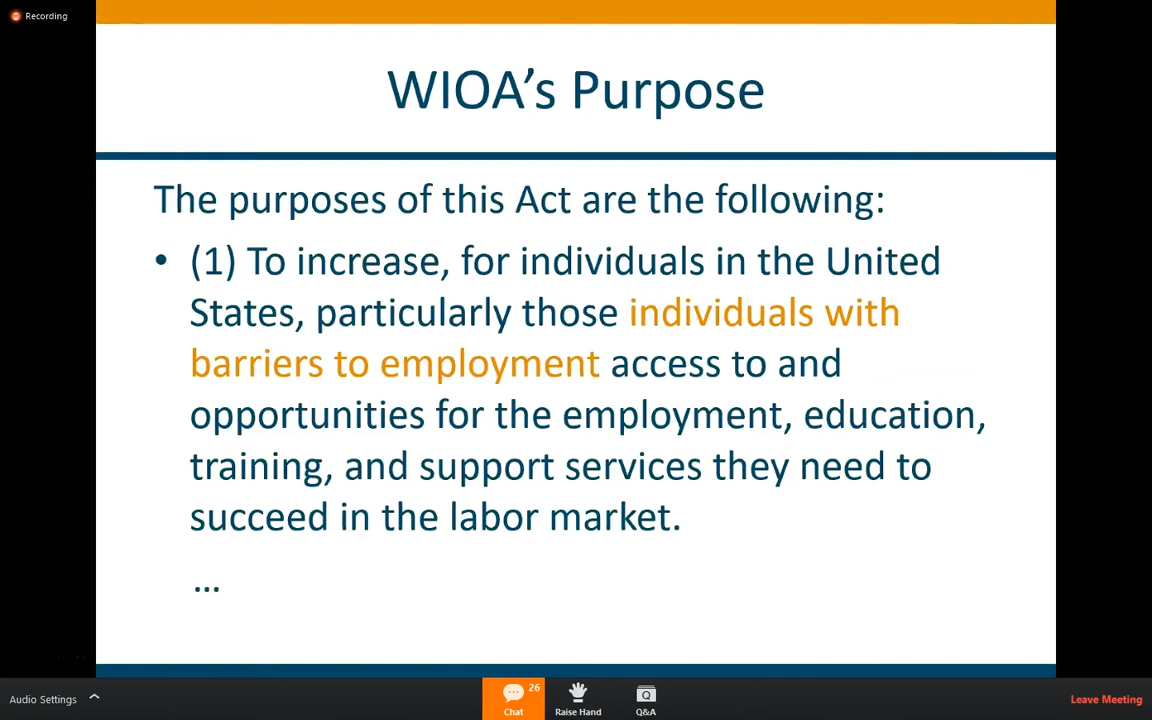 Recording
WIOA’s Purpose
The purposes of this Act are the following:
• (1) To increase, for individuals in the United
States, particularly those individuals with
barriers to employment access to and
opportunities for the employment, education,
training, and support services they need to
succeed in the labor market.
...
Audio Settings
26
Chat
Raise Hand
Q
Q&A
Leave Meeting